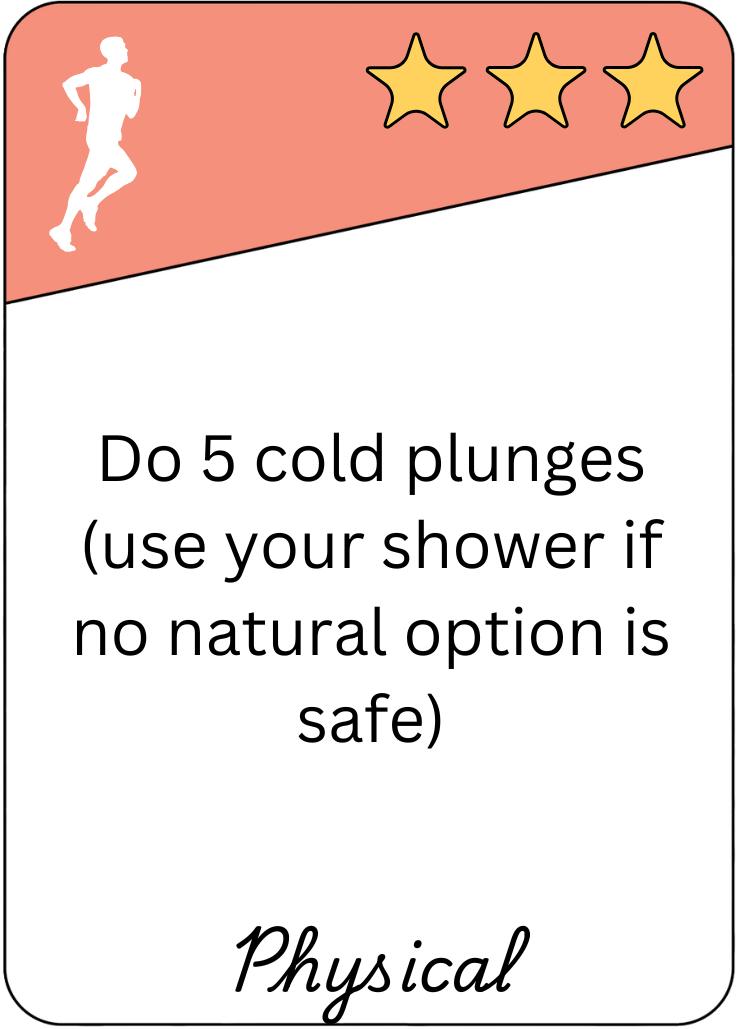 Do 5 cold plunges
(use your shower if
no natural option is
safe)
Physical